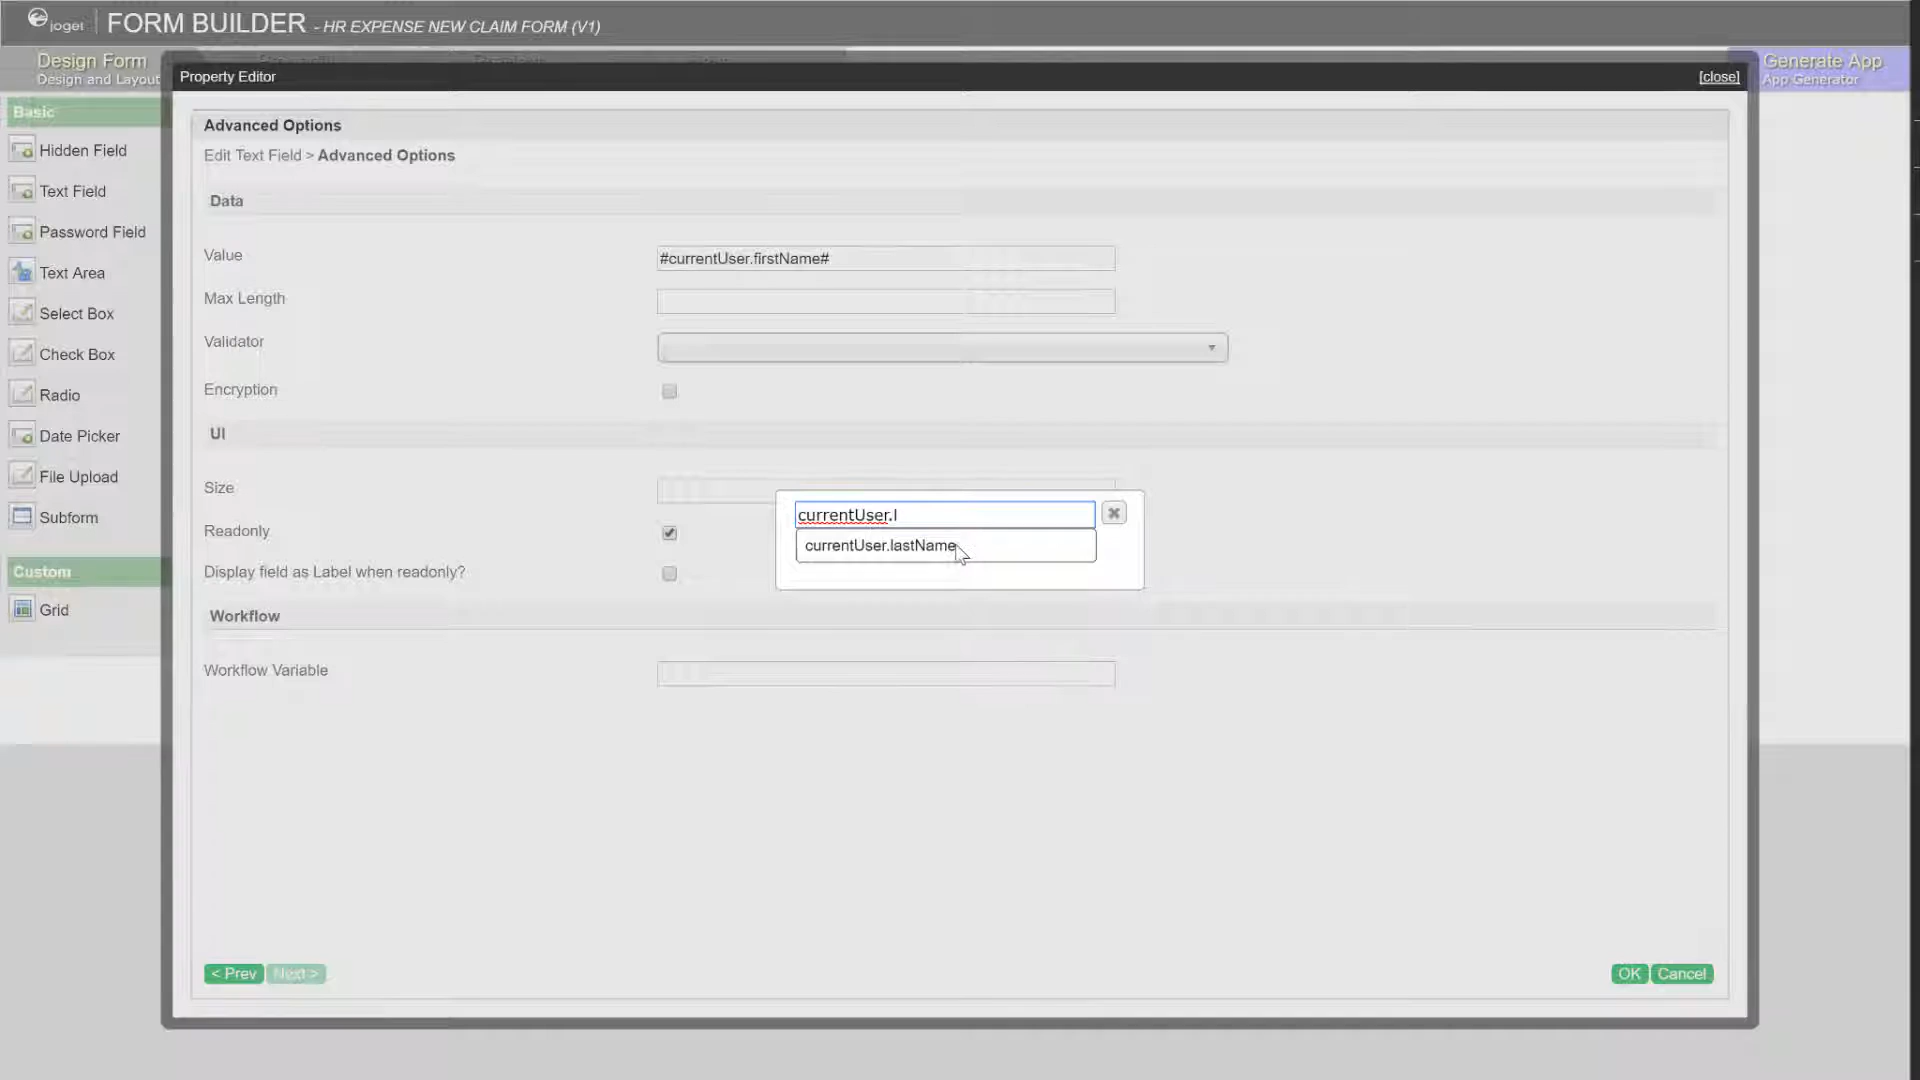 joget FORM BUILDER - HR EXPENSE NEW CLAIM FORM (V1)
Design Form
Design and Layout
Generate App
App Generator
Property Editor
[close]
Basic
Hidden Field
Text Field
Password Field
Text Area
Select Box
Check Box
Radio
Date Picker
File Upload
Subform
Custom
Grid
Advanced Options
Edit Text Field > Advanced Options
Data
Value
#currentUser.firstName#
Max Length
Validator
Encryption
UI
Size
currentUser.l
Readonly
currentUser.lastName
Display field as Label when readonly?
Workflow
Workflow Variable
< Prev
Next >
OK
Cancel